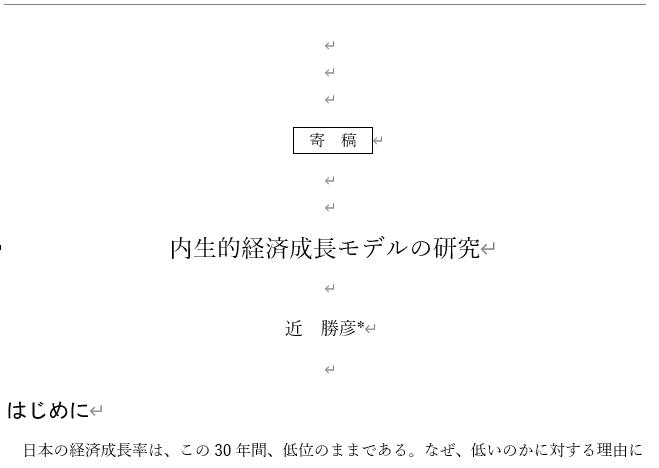 寄　稿
内生的経済成長モデルの研究
近　勝彦*
はじめに
日本の経済成長率は、この 30 年間、低位のままである。なぜ、低いのかに対する理由に